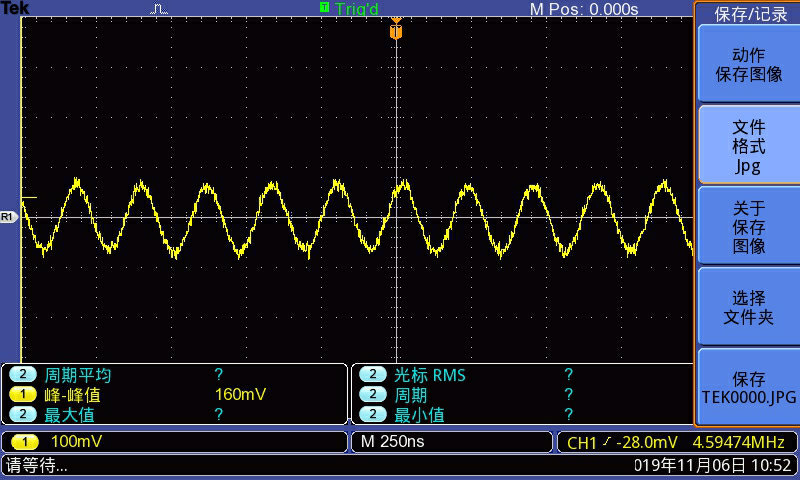 Tek
T Trig'd
M Pos: 0.000s
T
保存/记录
动作
保存图像
文件
格式
Jpg
关于
保存
图像
选择
文件夹
保存
TEK0000.JPG
R1
2 周期平均 ?
1 峰-峰值 160mV
2 最大值 ?
2 光标 RMS ?
2 周期 ?
2 最小值 ?
1 100mV
M 250ns
CH1 -28.0mV 4.59474MHz
请等待...
019年11月06日 10:52